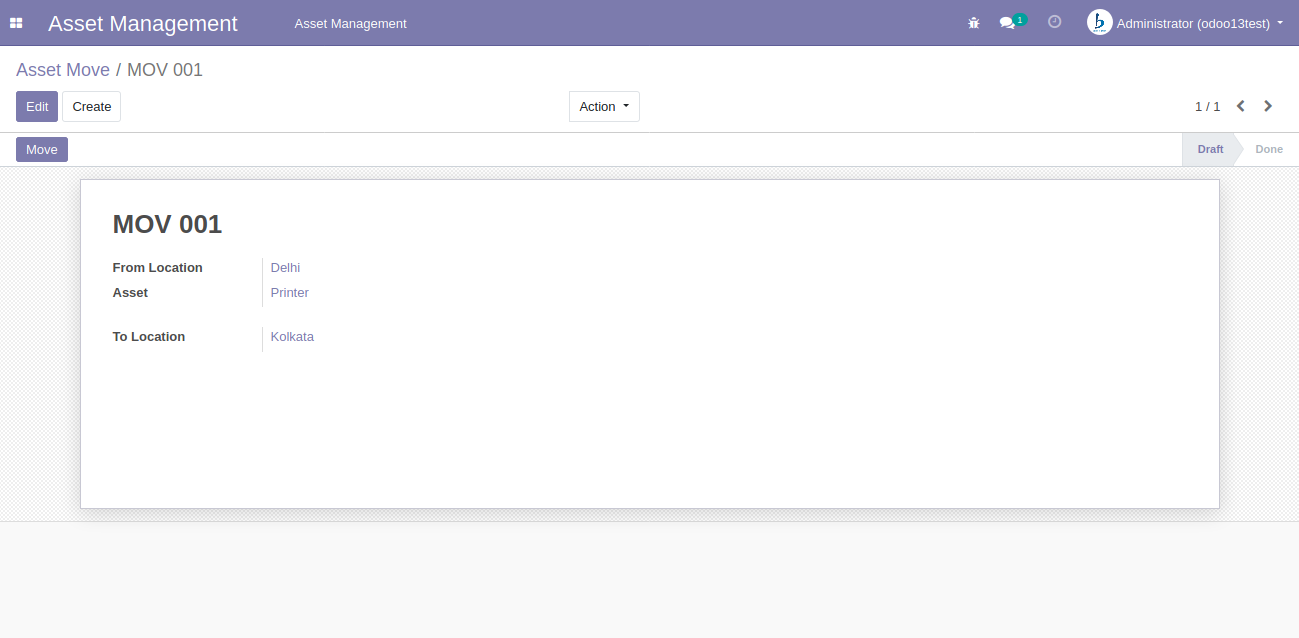 Asset Management Asset Management 1 Administrator (odoo13test)
Asset Move / MOV 001
Edit Create Action 1 / 1
Move Draft Done
MOV 001
From Location Delhi
Asset Printer
To Location Kolkata